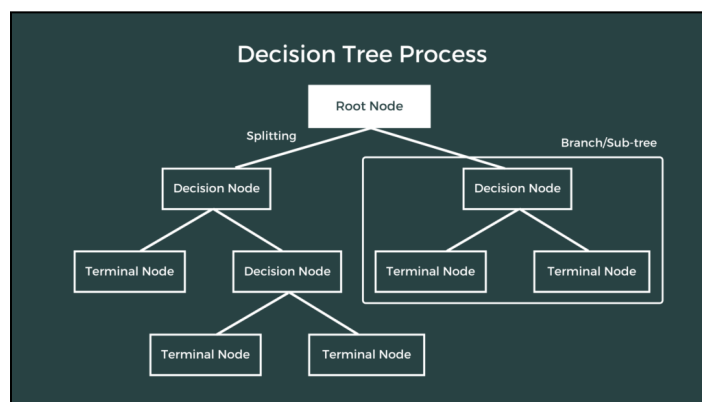 Decision Tree Process
Root Node
Splitting
Branch/Sub-tree
Decision Node
Decision Node
Terminal Node
Decision Node
Terminal Node
Terminal Node
Terminal Node
Terminal Node